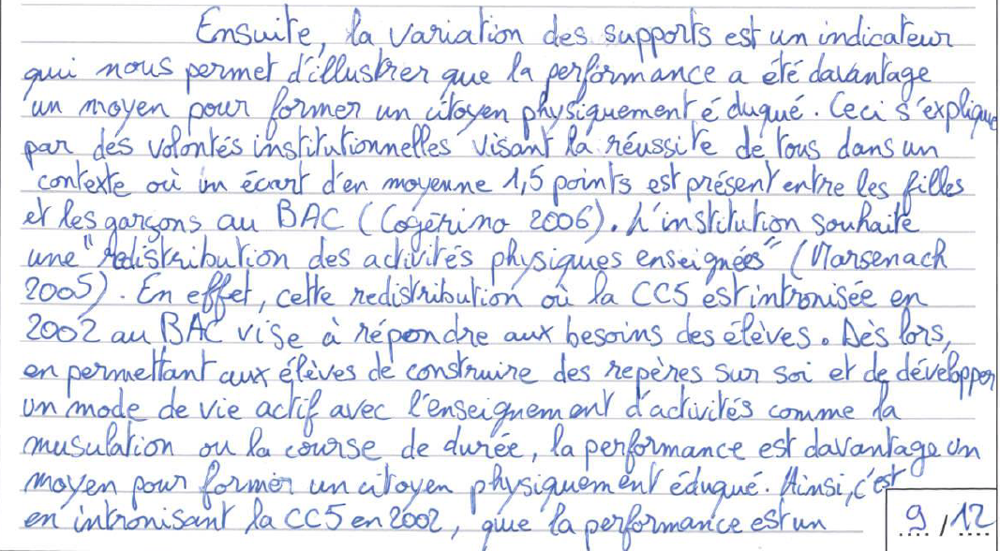 Ensuite, la variation des supports est un indicateur
qui nous permet d'illustrer que la performance a été davantage
un moyen pour former un citoyen physiquement éduqué. Ceci s'explique
par des volontés institutionnelles visant la réussite de tous dans un
contexte où un écart d'en moyenne 1,5 points est présent entre les filles
et les garçons au BAC (Cogérino 2006). L'institution souhaite
une "redistribution des activités physiques enseignées" (Marsenach
2005). En effet, cette redistribution où la CC5 est intronisée en
2002 au BAC vise à répondre aux besoins des élèves. Dès lors,
en permettant aux élèves de construire des repères sur soi et de développer
un mode de vie actif avec l'enseignement d'activités comme la
musulation ou la course de durée, la performance est davantage un
moyen pour former un citoyen physiquement éduqué. Ainsi, c'est
en intronisant la CC5 en 2002, que la performance est un
9 / 12